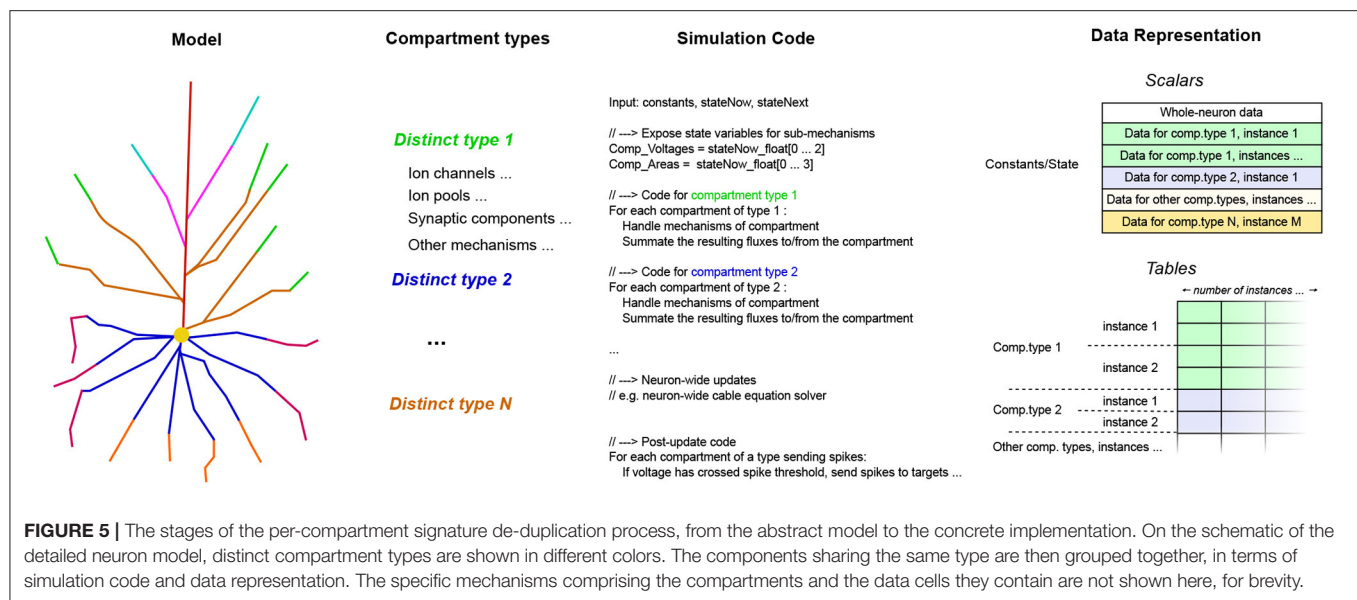 Model
Compartment types
Simulation Code
Data Representation
Distinct type 1
Ion channels ...
Ion pools ...
Synaptic components ...
Other mechanisms ...
Distinct type 2
...
Distinct type N
Input: constants, stateNow, stateNext
// ---> Expose state variables for sub-mechanisms
Comp_Voltages = stateNow_float[0 ... 2]
Comp_Areas = stateNow_float[0 ... 3]
// ---> Code for compartment type 1
For each compartment of type 1 :
Handle mechanisms of compartment
Summate the resulting fluxes to/from the compartment
// ---> Code for compartment type 2
For each compartment of type 2 :
Handle mechanisms of compartment
Summate the resulting fluxes to/from the compartment
...
// ---> Neuron-wide updates
// e.g. neuron-wide cable equation solver
// ---> Post-update code
For each compartment of a type sending spikes:
If voltage has crossed spike threshold, send spikes to targets ...
Scalars
Constants/State
Whole-neuron data
Data for comp.type 1, instance 1
Data for comp.type 1, instances ...
Data for comp.type 2, instance 1
Data for other comp.types, instances ...
Data for comp.type N, instance M
Tables
← number of instances ... →
Comp.type 1
instance 1
instance 2
Comp.type 2
instance 1
instance 2
Other comp. types, instances ...
FIGURE 5 | The stages of the per-compartment signature de-duplication process, from the abstract model to the concrete implementation. On the schematic of the
detailed neuron model, distinct compartment types are shown in different colors. The components sharing the same type are then grouped together, in terms of
simulation code and data representation. The specific mechanisms comprising the compartments and the data cells they contain are not shown here, for brevity.